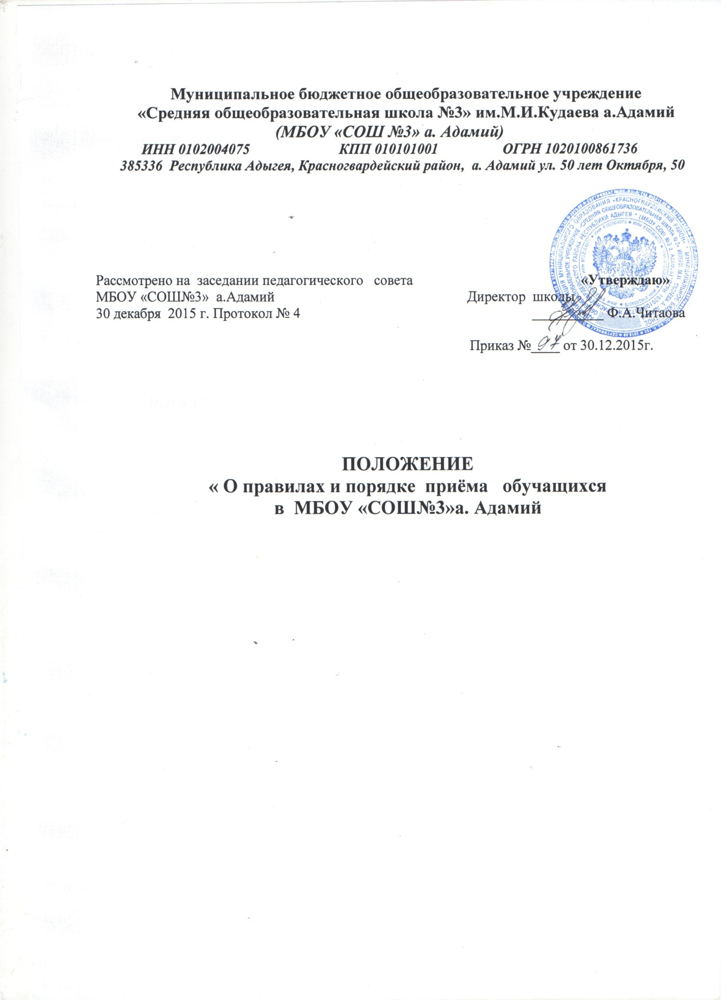 Муниципальное бюджетное общеобразовательное учреждение
«Средняя общеобразовательная школа №3» им.М.И.Кудаева а.Адамий
(МБОУ «СОШ №3» а. Адамий)
ИНН 0102004075 КПП 010101001 ОГРН 1020100861736
385336 Республика Адыгея, Красногвардейский район, а. Адамий ул. 50 лет Октября, 50
Рассмотрено на заседании педагогического совета
МБОУ «СОШ№3» а.Адамий
30 декабря 2015 г. Протокол № 4
«Утверждаю»
Директор школы
__________ Ф.А.Читаова
Приказ № 97 от 30.12.2015г.
ПОЛОЖЕНИЕ
« О правилах и порядке приёма обучащихся
в МБОУ «СОШ№3»а. Адамий